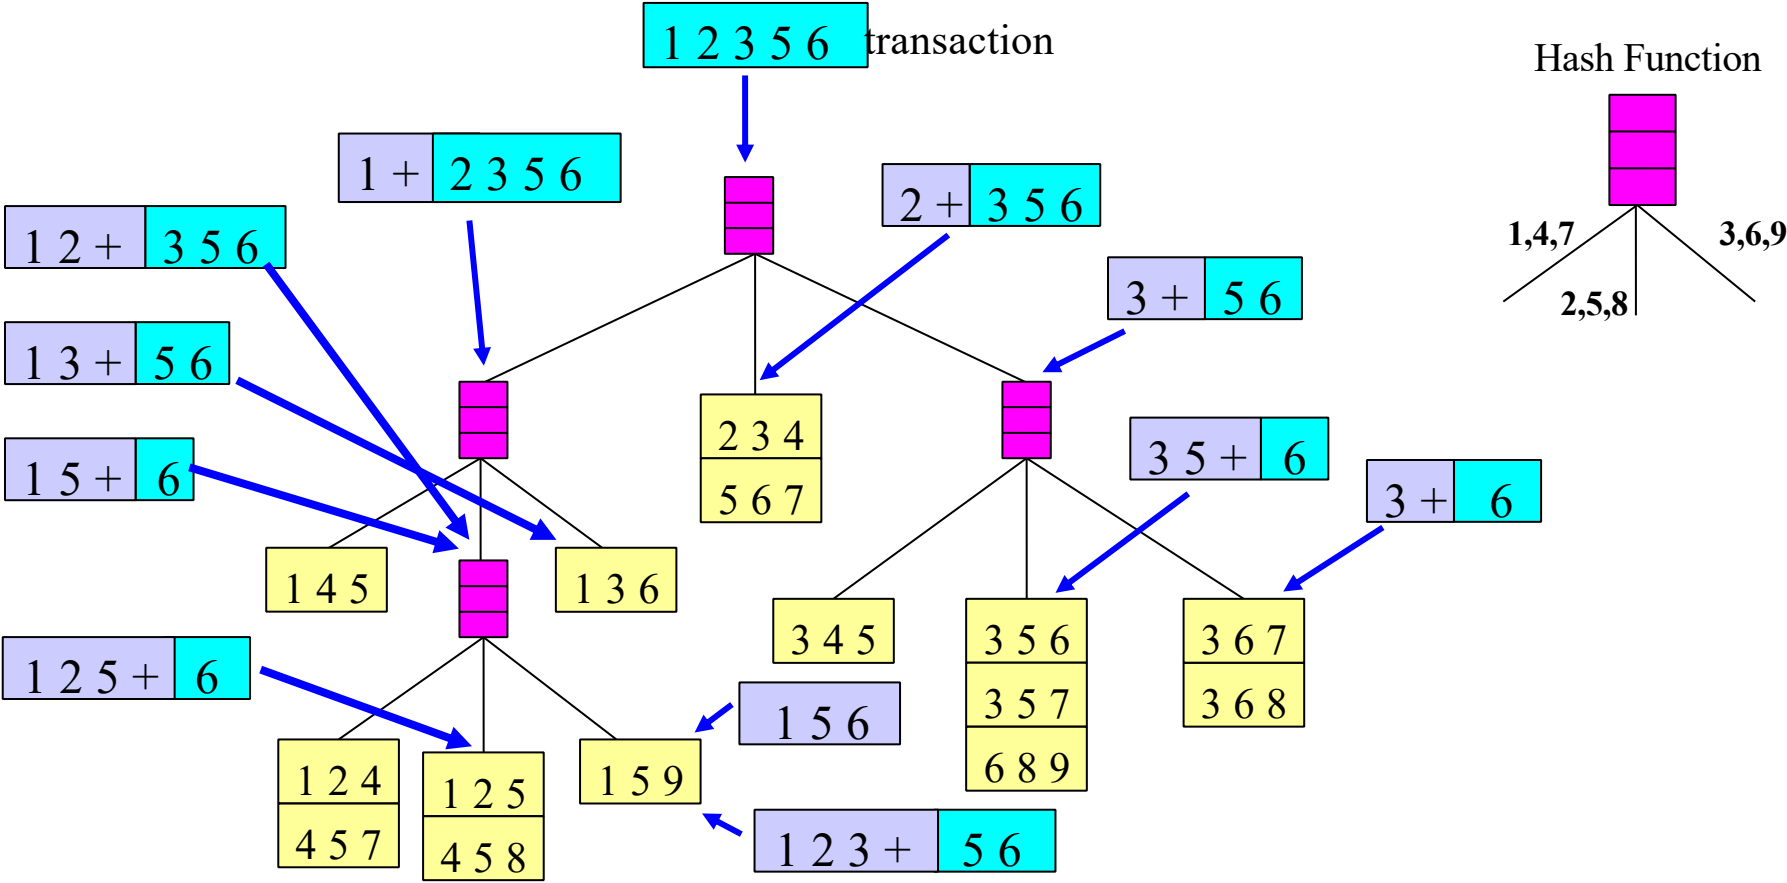 1 2 3 5 6 transaction
Hash Function
1 + 2 3 5 6
2 + 3 5 6
1 2 + 3 5 6
1,4,7
3,6,9
3 + 5 6
2,5,8
1 3 + 5 6
2 3 4
3 5 + 6
1 5 + 6
3 + 6
5 6 7
1 4 5
1 3 6
3 4 5
3 5 6
3 6 7
1 2 5 + 6
3 5 7
3 6 8
1 5 6
1 2 4
1 2 5
1 5 9
6 8 9
4 5 7
4 5 8
1 2 3 + 5 6